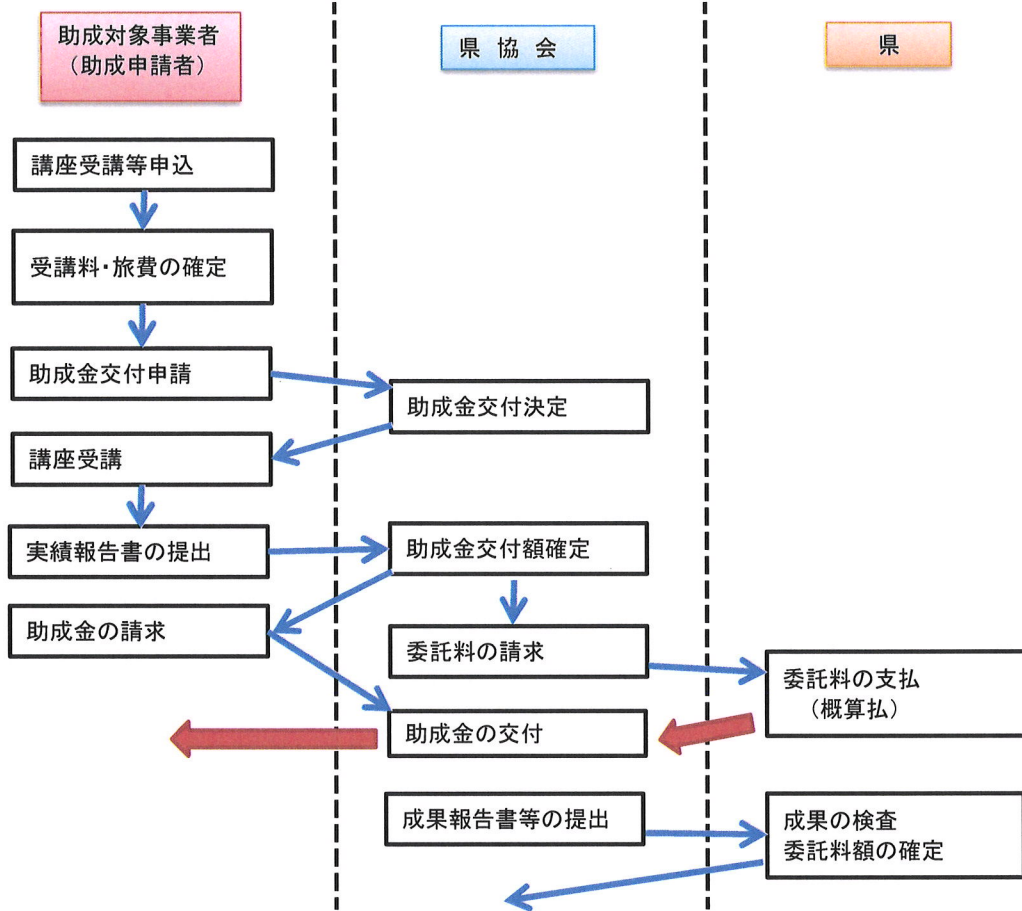 助成対象事業者
（助成申請者）
県 協 会
県
講座受講等申込
受講料・旅費の確定
助成金交付申請
助成金交付決定
講座受講
実績報告書の提出
助成金交付額確定
助成金の請求
委託料の請求
委託料の支払
（概算払）
助成金の交付
成果報告書等の提出
成果の検査
委託料額の確定